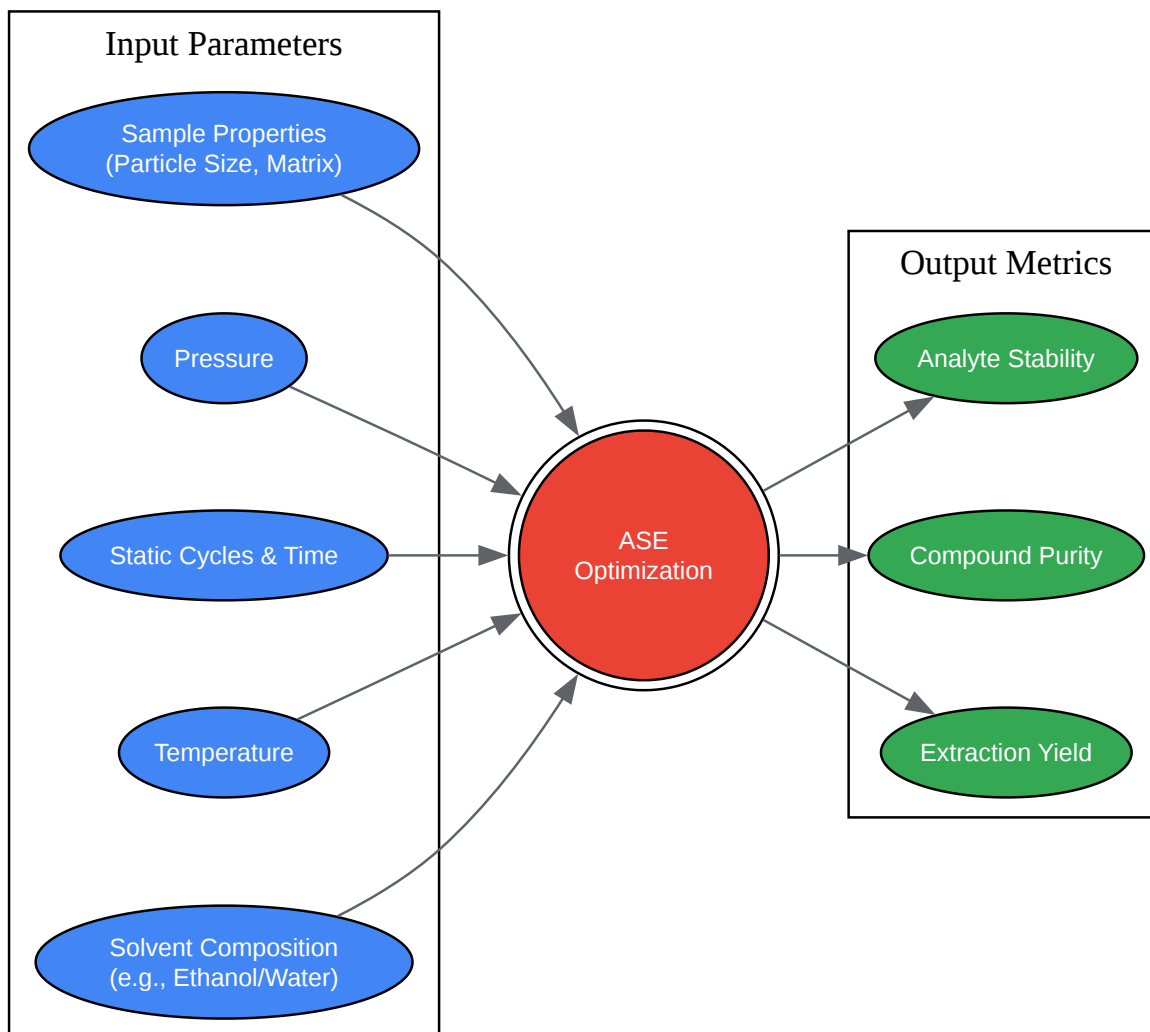 Input Parameters
Sample Properties
(Particle Size, Matrix)
Pressure
Static Cycles & Time
Temperature
Solvent Composition
(e.g., Ethanol/Water)
ASE
Optimization
Output Metrics
Analyte Stability
Compound Purity
Extraction Yield